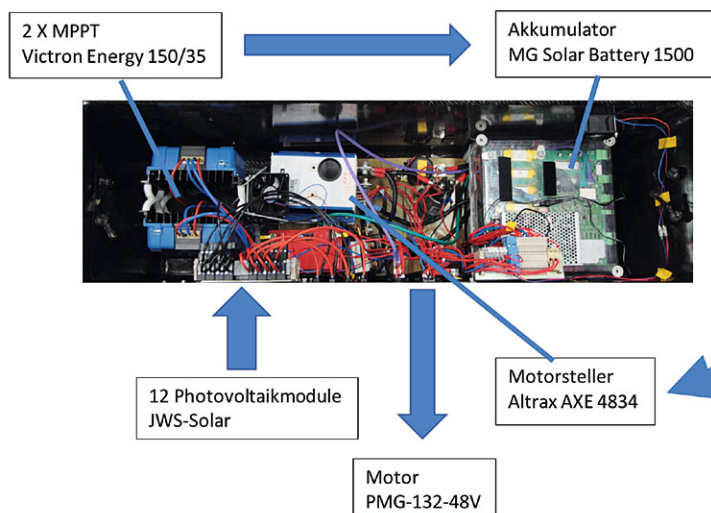 2 X MPPT
Victron Energy 150/35
Akkumulator
MG Solar Battery 1500
12 Photovoltaikmodule
JWS-Solar
Motorsteller
Altrax AXE 4834
Motor
PMG-132-48V